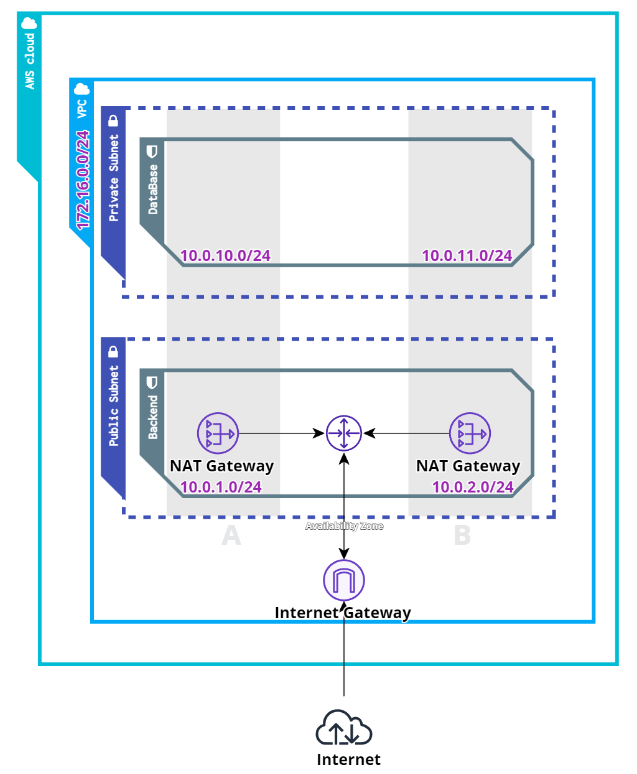 AWS cloud
VPC
172.16.0.0/24
Private Subnet
DataBase
10.0.10.0/24
10.0.11.0/24
Public Subnet
Backend
NAT Gateway
NAT Gateway
10.0.1.0/24
10.0.2.0/24
Availability Zone
A
B
Internet Gateway
Internet